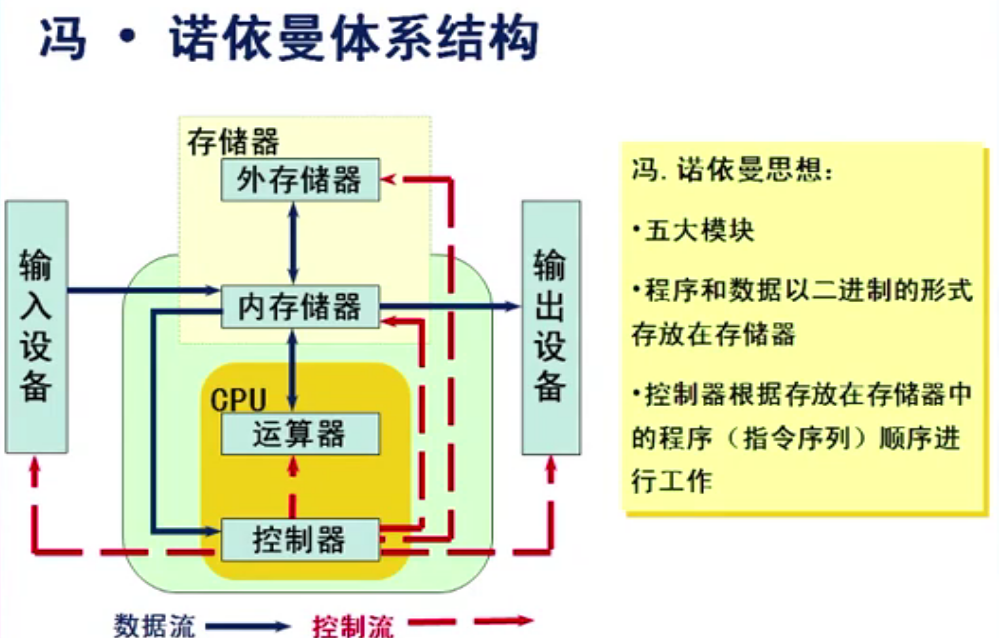 冯·诺依曼体系结构
存储器
外存储器
输入设备
内存储器
输出设备
CPU
运算器
控制器
数据流
控制流
冯.诺依曼思想:
·五大模块
·程序和数据以二进制的形式
存放在存储器
·控制器根据存放在存储器中
的程序（指令序列）顺序进
行工作